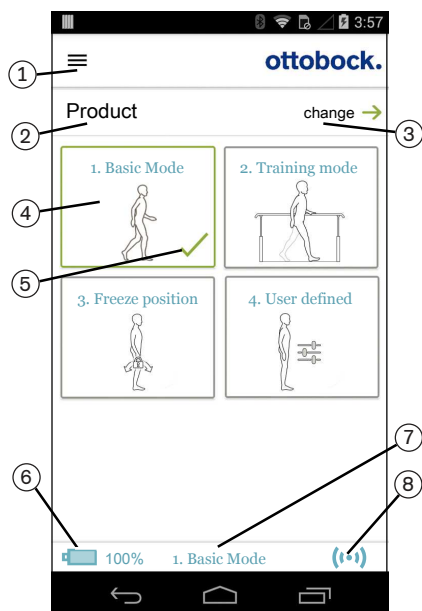 3:57
1
ottobock.
2
Product
change
3
4
1. Basic Mode
2. Training mode
5
3. Freeze position
4. User defined
6
7
8
100%
1. Basic Mode